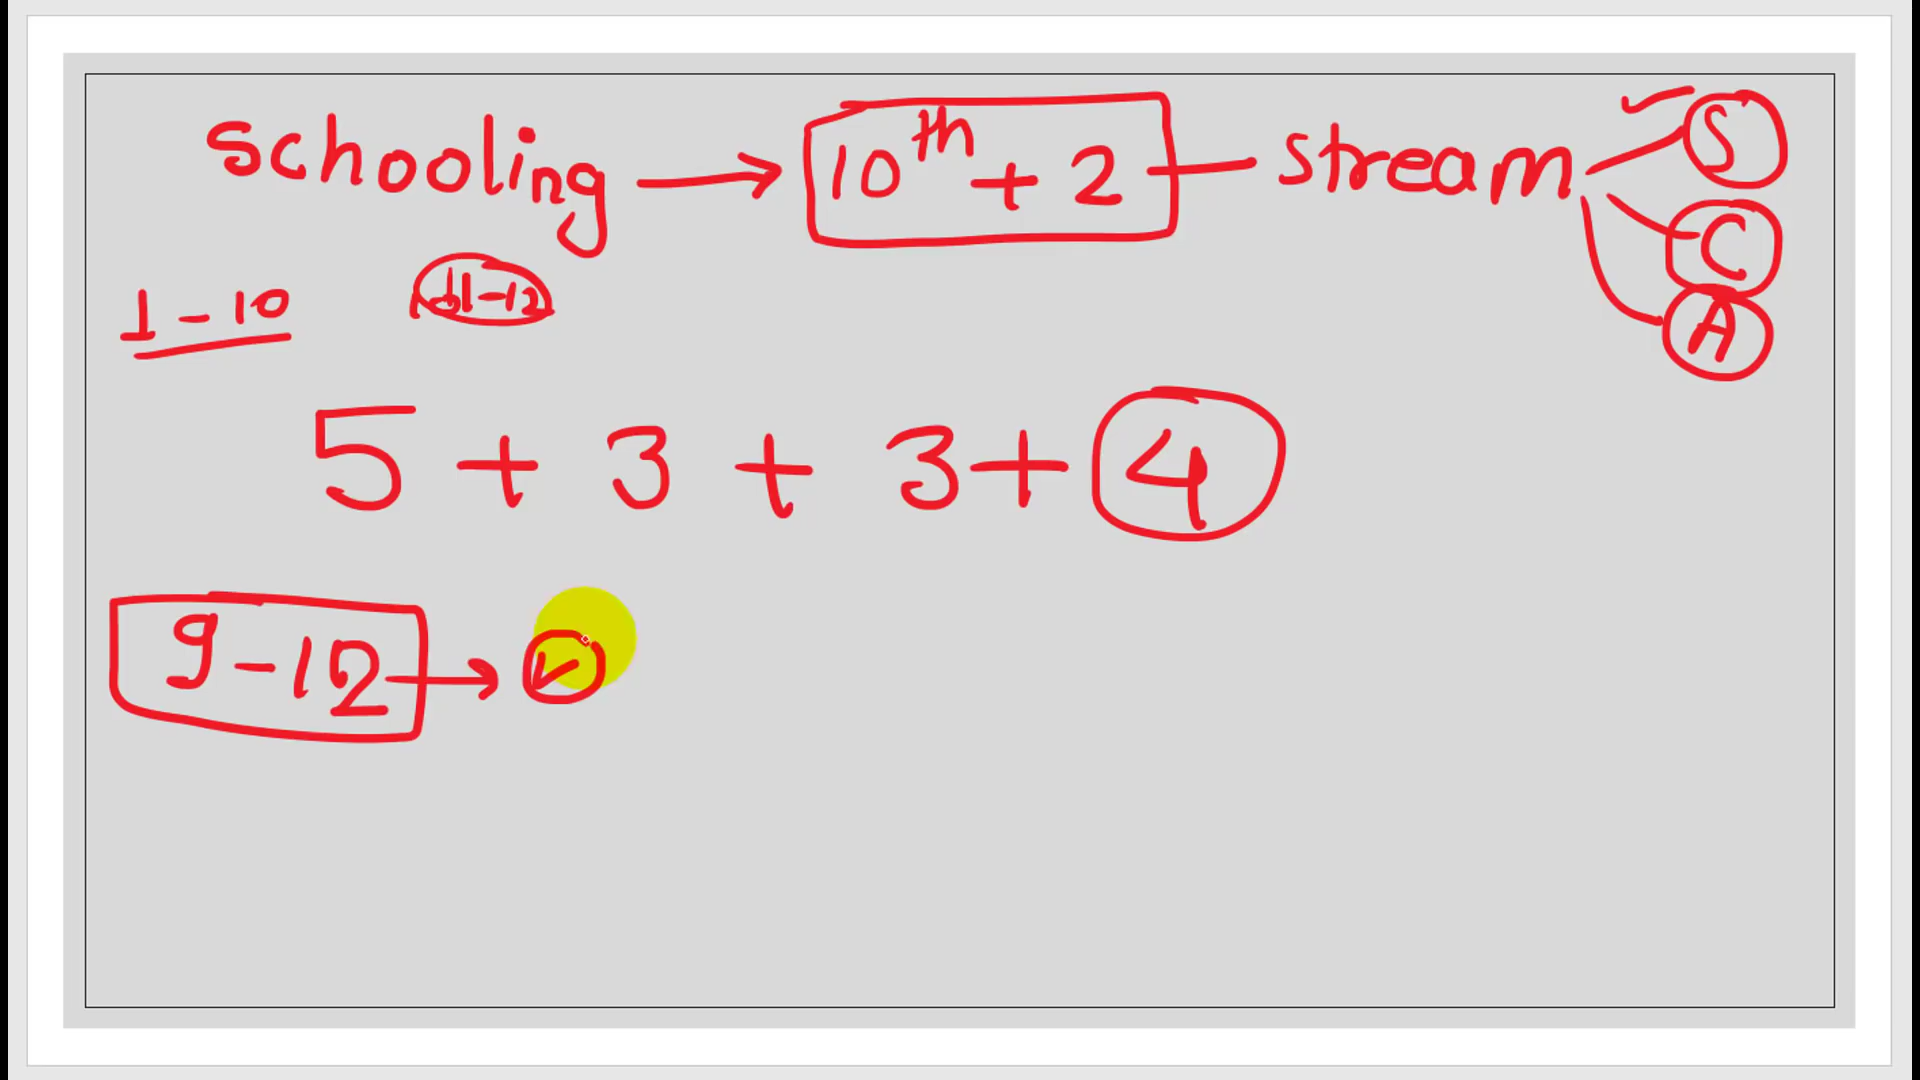 schooling → 10th + 2 — stream S
C
A
1 - 10 11-12
5 + 3 + 3 + 4
9-12 →